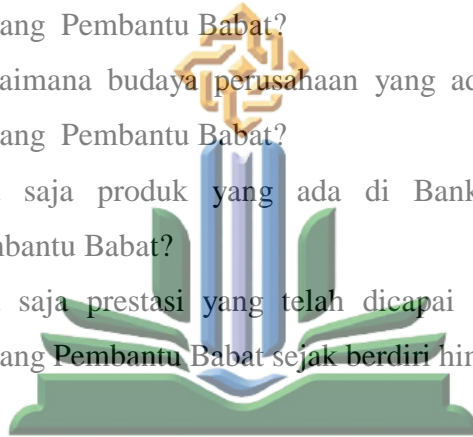 ang Pembantu Babat?
aimana budaya perusahaan yang ad
ang Pembantu Babat?
saja produk yang ada di Bank
mbantu Babat?
saja prestasi yang telah dicapai
ang Pembantu Babat sejak berdiri hin